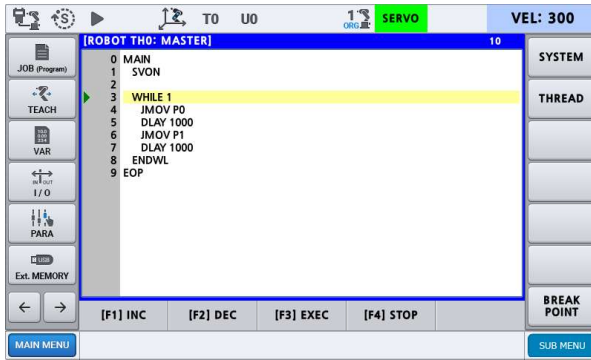 S
T0 U0
1
ORG
SERVO
VEL: 300
JOB (Program)
TEACH
VAR
IN OUT
I / O
PARA
USB
Ext. MEMORY
← →
MAIN MENU
[ROBOT TH0: MASTER] 10
0 MAIN
1 SVON
2
3 WHILE 1
4 JMOV P0
5 DLAY 1000
6 JMOV P1
7 DLAY 1000
8 ENDWL
9 EOP
[F1] INC [F2] DEC [F3] EXEC [F4] STOP
SYSTEM
THREAD
BREAK
POINT
SUB MENU